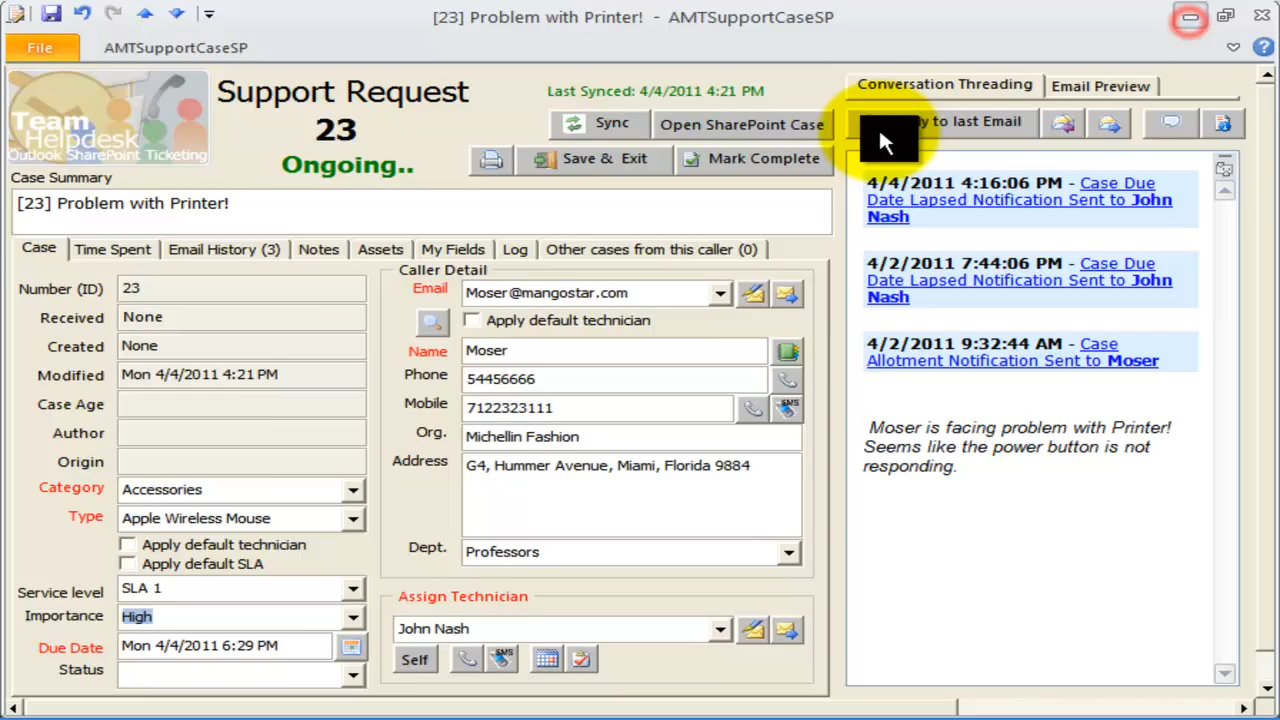 [23] Problem with Printer! - AMTSupportCaseSP
File
AMTSupportCaseSP
Team
Helpdesk
Outlook SharePoint Ticketing
Support Request
23
Ongoing..
Last Synced: 4/4/2011 4:21 PM
Sync
Open SharePoint Case
Save & Exit
Mark Complete
Case Summary
[23] Problem with Printer!
Case
Time Spent
Email History (3)
Notes
Assets
My Fields
Log
Other cases from this caller (0)
Number (ID) 23
Received None
Created None
Modified Mon 4/4/2011 4:21 PM
Case Age
Author
Origin
Category Accessories
Type Apple Wireless Mouse
Apply default technician
Apply default SLA
Service level SLA 1
Importance High
Due Date Mon 4/4/2011 6:29 PM
Status
Caller Detail
Email Moser@mangostar.com
Apply default technician
Name Moser
Phone 54456666
Mobile 7122323111
SMS
Org. Michellin Fashion
Address G4, Hummer Avenue, Miami, Florida 9884
Dept. Professors
Assign Technician
John Nash
Self
SMS
Conversation Threading
Email Preview
to last Email
4/4/2011 4:16:06 PM - Case Due
Date Lapsed Notification Sent to John
Nash
4/2/2011 7:44:06 PM - Case Due
Date Lapsed Notification Sent to John
Nash
4/2/2011 9:32:44 AM - Case
Allotment Notification Sent to Moser
Moser is facing problem with Printer!
Seems like the power button is not
responding.